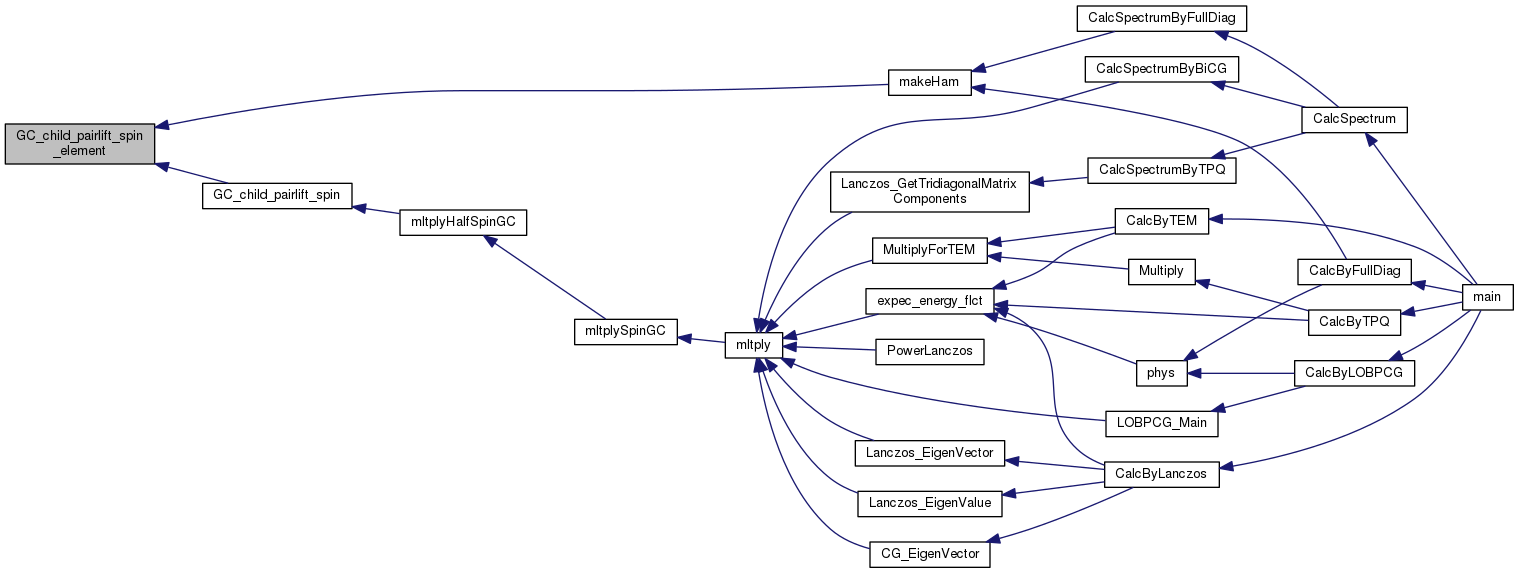 CalcSpectrumByFullDiag
CalcSpectrumByBiCG
makeHam
CalcSpectrum
GC_child_pairlift_spin
_element
CalcSpectrumByTPQ
Lanczos_GetTridiagonalMatrix
Components
GC_child_pairlift_spin
mltplyHalfSpinGC
CalcByTEM
MultiplyForTEM
Multiply
CalcByFullDiag
expec_energy_flct
main
mltplySpinGC
CalcByTPQ
mltply
PowerLanczos
phys
CalcByLOBPCG
LOBPCG_Main
Lanczos_EigenVector
CalcByLanczos
Lanczos_EigenValue
CG_EigenVector